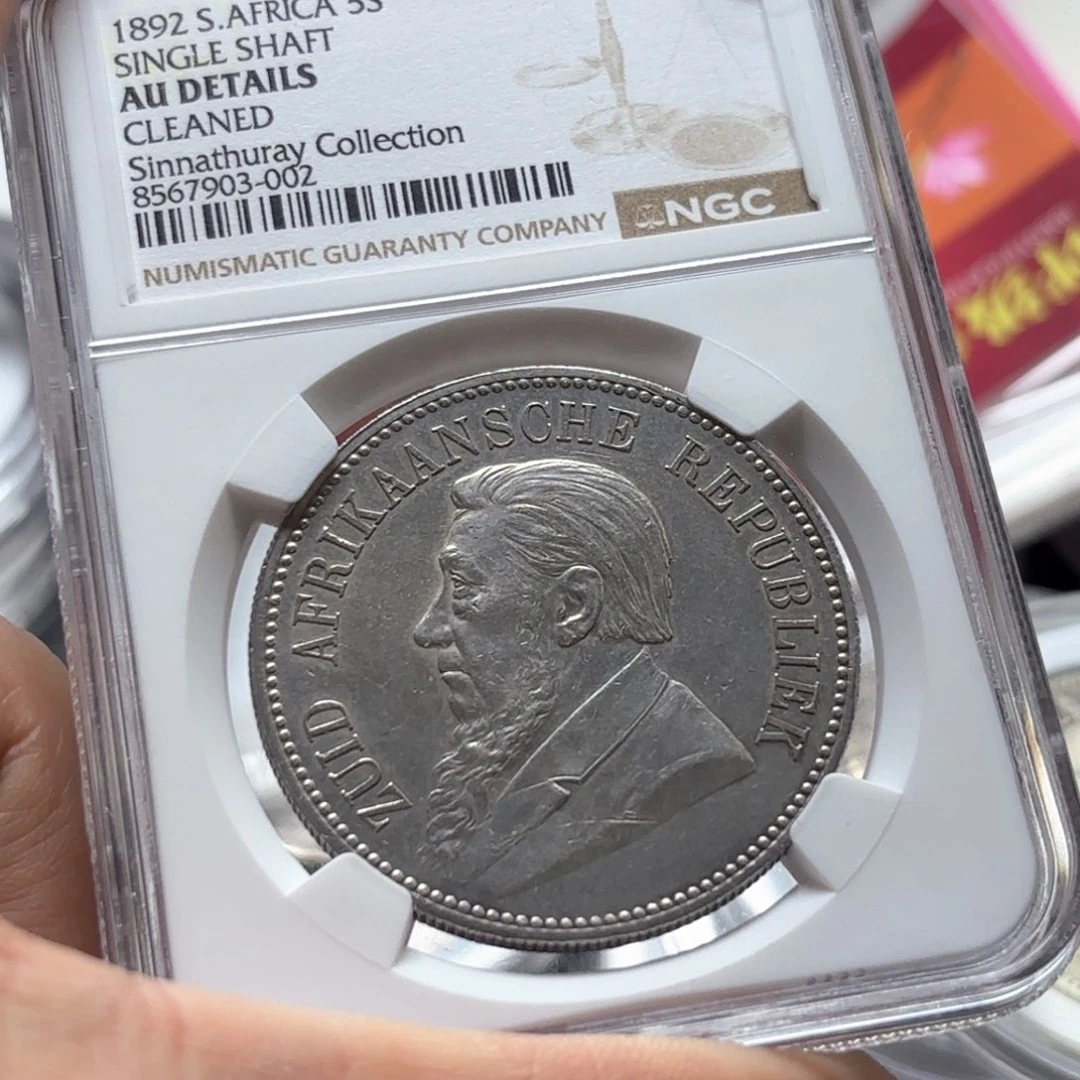 1892 S.AFRICA 5S
SINGLE SHAFT
AU DETAILS
CLEANED
Sinnathuray Collection
8567903-002
NGC
NUMISMATIC GUARANTY COMPANY
ZUID AFRIKAANSCHE REPUBLIEK